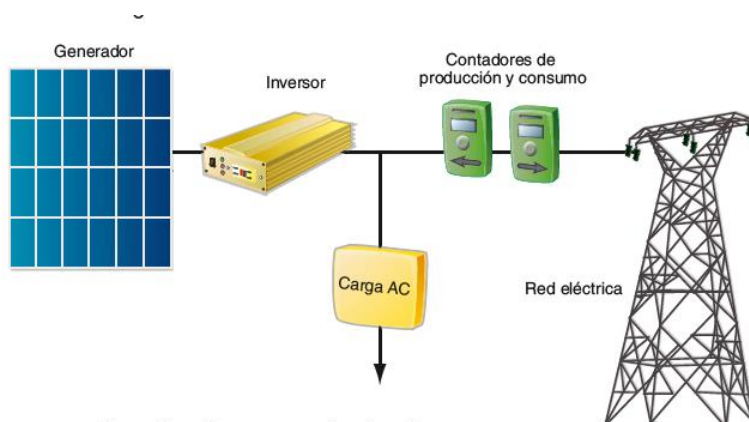 Generador
Inversor
Contadores de
producción y consumo
Carga AC
Red eléctrica